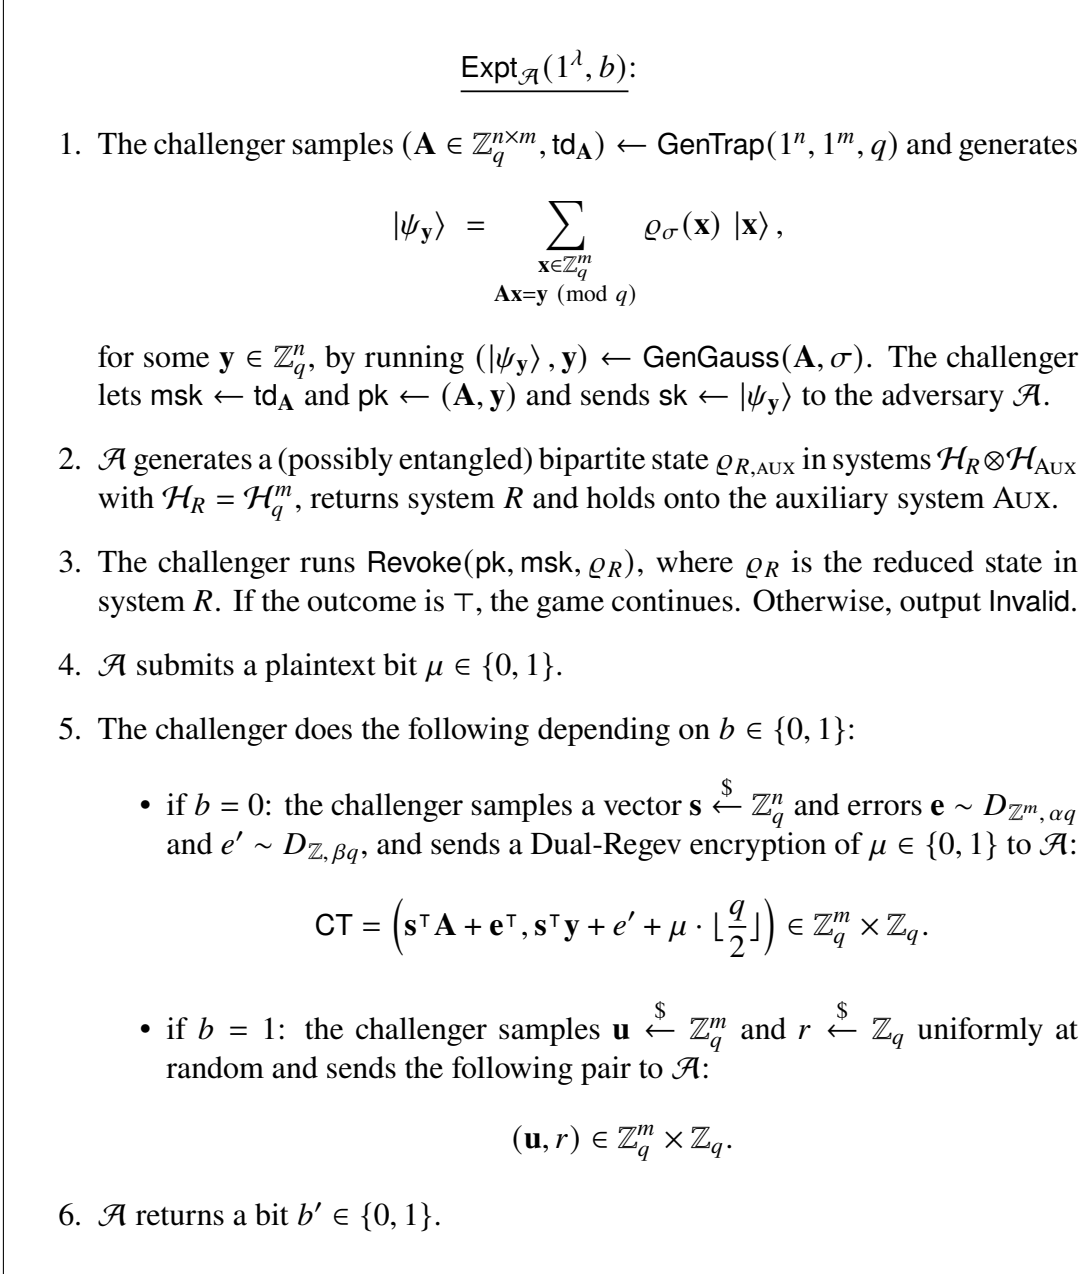 Expt_𝒜(1^λ, b):
1. The challenger samples (𝐀 ∈ ℤ_q^{n×m}, td_𝐀) ← GenTrap(1^n, 1^m, q) and generates
|ψ_𝐲⟩ = ∑_{𝐱∈ℤ_q^m, 𝐀𝐱=𝐲 (mod q)} ϱ_σ(𝐱) |𝐱⟩ ,
for some 𝐲 ∈ ℤ_q^n, by running (|ψ_𝐲⟩ , 𝐲) ← GenGauss(𝐀, σ). The challenger
lets msk ← td_𝐀 and pk ← (𝐀, 𝐲) and sends sk ← |ψ_𝐲⟩ to the adversary 𝒜.
2. 𝒜 generates a (possibly entangled) bipartite state ϱ_{R,AUX} in systems ℋ_R⊗ℋ_AUX
with ℋ_R = ℋ_q^m, returns system R and holds onto the auxiliary system AUX.
3. The challenger runs Revoke(pk, msk, ϱ_R), where ϱ_R is the reduced state in
system R. If the outcome is ⊤, the game continues. Otherwise, output Invalid.
4. 𝒜 submits a plaintext bit μ ∈ {0, 1}.
5. The challenger does the following depending on b ∈ {0, 1}:
• if b = 0: the challenger samples a vector 𝐬 ←$ ℤ_q^n and errors 𝐞 ∼ D_{ℤ^m, αq}
and e′ ∼ D_{ℤ, βq}, and sends a Dual-Regev encryption of μ ∈ {0, 1} to 𝒜:
CT = (𝐬^⊺𝐀 + 𝐞^⊺, 𝐬^⊺𝐲 + e′ + μ · ⌊q/2⌋) ∈ ℤ_q^m × ℤ_q.
• if b = 1: the challenger samples 𝐮 ←$ ℤ_q^m and r ←$ ℤ_q uniformly at
random and sends the following pair to 𝒜:
(𝐮, r) ∈ ℤ_q^m × ℤ_q.
6. 𝒜 returns a bit b′ ∈ {0, 1}.